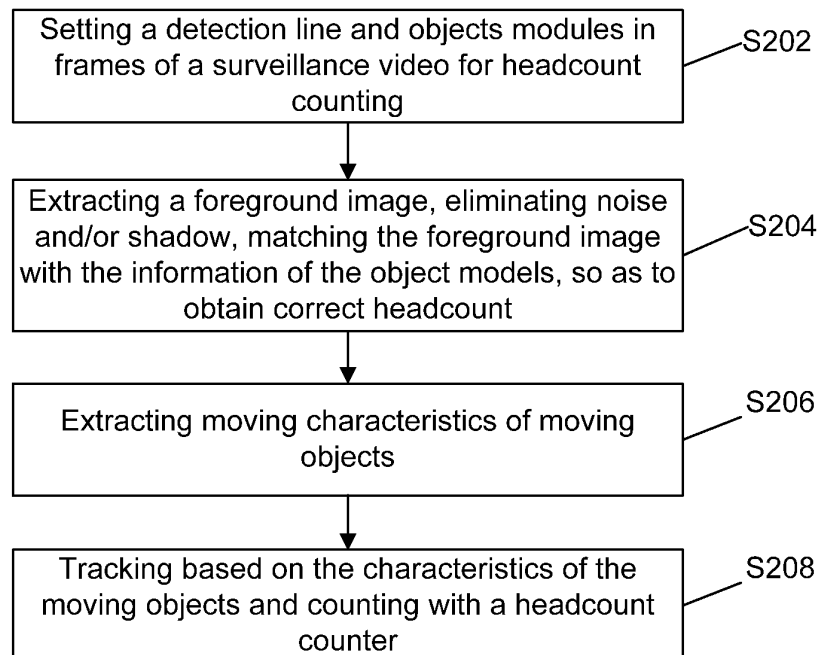 Setting a detection line and objects modules in
frames of a surveillance video for headcount
counting
S202
Extracting a foreground image, eliminating noise
and/or shadow, matching the foreground image
with the information of the object models, so as to
obtain correct headcount
S204
Extracting moving characteristics of moving
objects
S206
Tracking based on the characteristics of the
moving objects and counting with a headcount
counter
S208